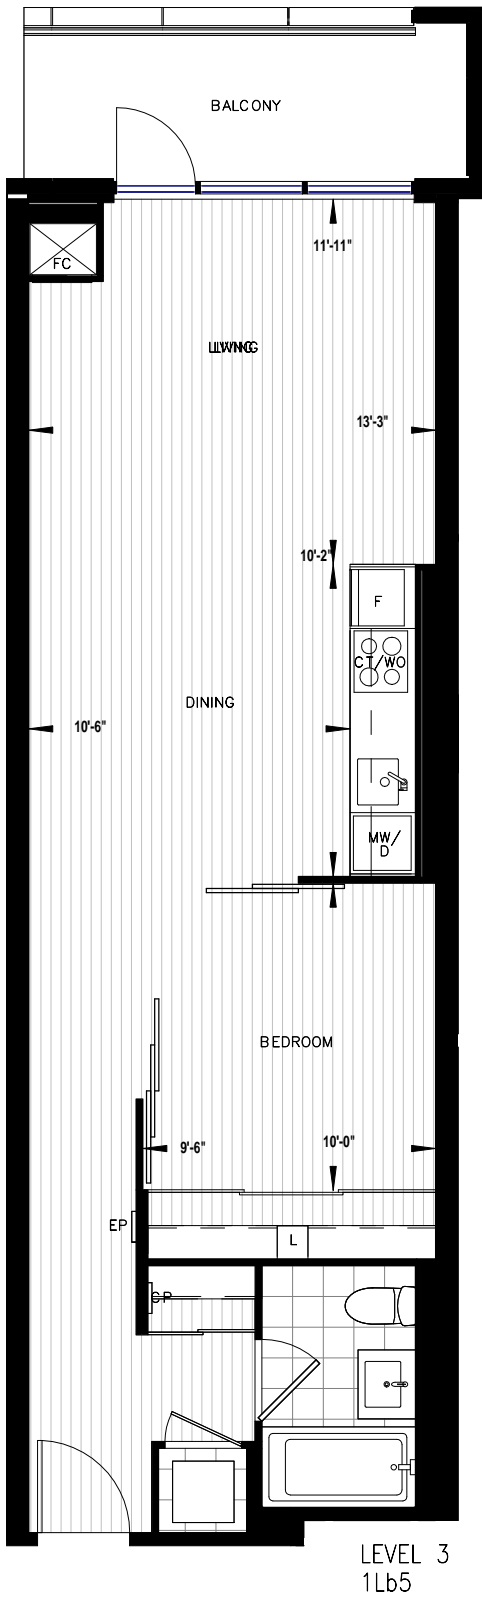 BALCONY
11'-11"
FC
LIVING
13'-3"
10'-2"
F
CT/WO
DINING
10'-6"
MW/
D
BEDROOM
9'-6"
10'-0"
EP
L
CP
LEVEL 3
1Lb5